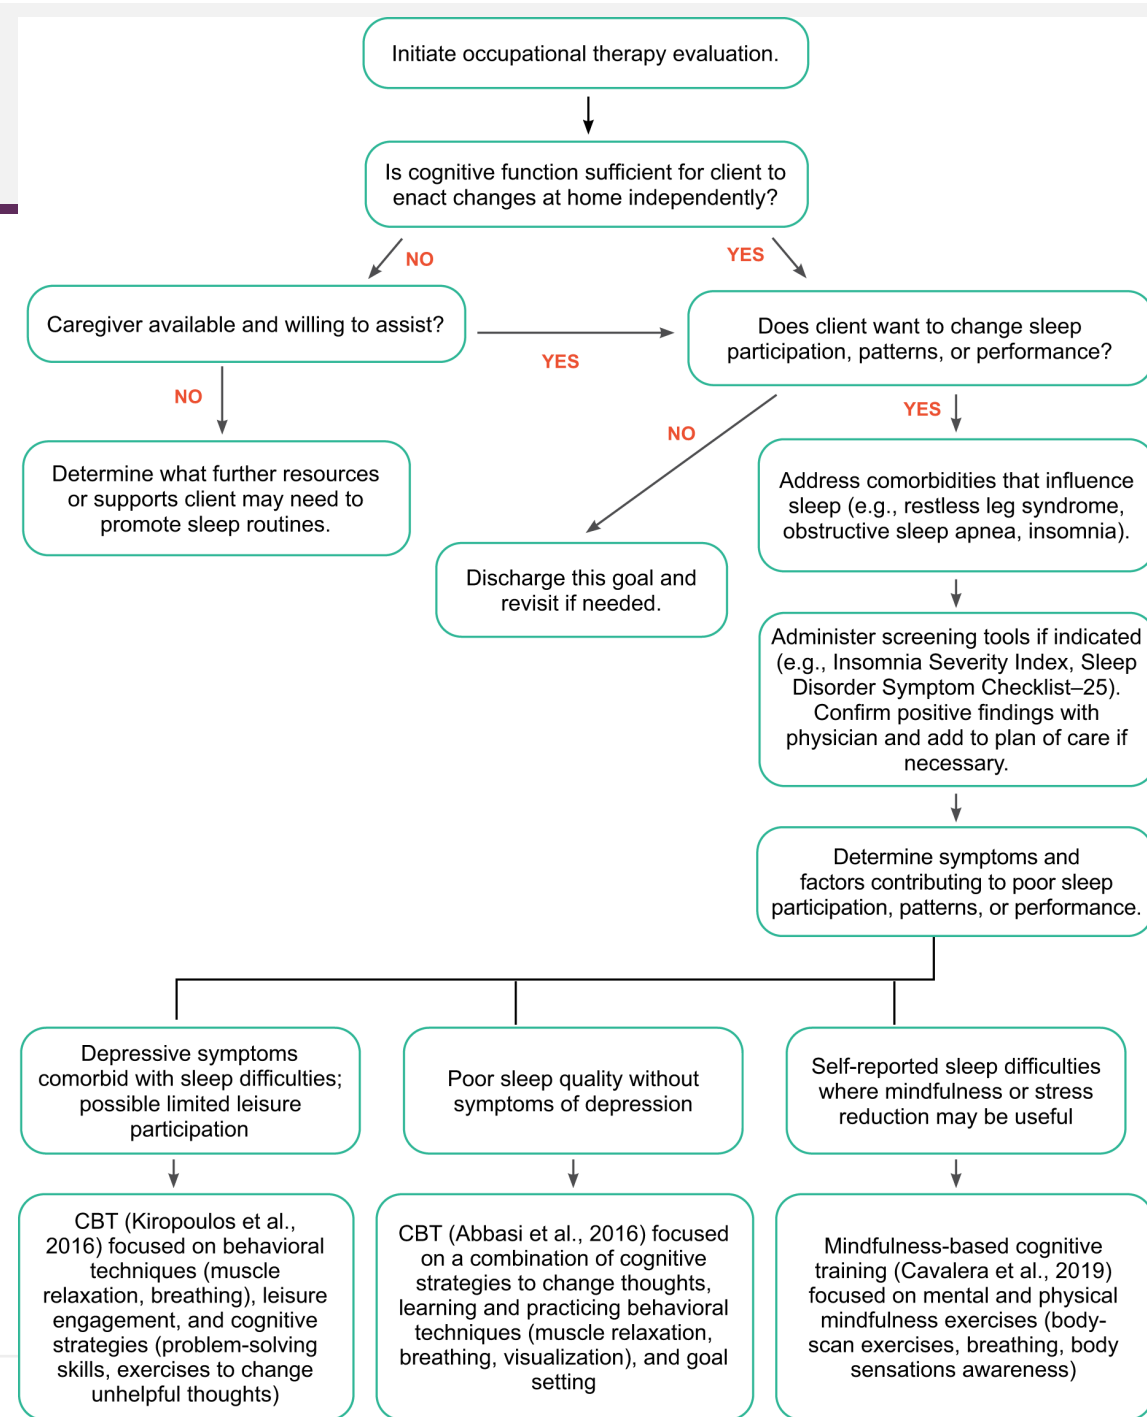 Initiate occupational therapy evaluation.
Is cognitive function sufficient for client to
enact changes at home independently?
NO
YES
Caregiver available and willing to assist?
YES
Does client want to change sleep
participation, patterns, or performance?
NO
Determine what further resources
or supports client may need to
promote sleep routines.
NO
YES
Discharge this goal and
revisit if needed.
Address comorbidities that influence
sleep (e.g., restless leg syndrome,
obstructive sleep apnea, insomnia).
Administer screening tools if indicated
(e.g., Insomnia Severity Index, Sleep
Disorder Symptom Checklist–25).
Confirm positive findings with
physician and add to plan of care if
necessary.
Determine symptoms and
factors contributing to poor sleep
participation, patterns, or performance.
Depressive symptoms
comorbid with sleep difficulties;
possible limited leisure
participation
Poor sleep quality without
symptoms of depression
Self-reported sleep difficulties
where mindfulness or stress
reduction may be useful
CBT (Kiropoulos et al.,
2016) focused on behavioral
techniques (muscle
relaxation, breathing), leisure
engagement, and cognitive
strategies (problem-solving
skills, exercises to change
unhelpful thoughts)
CBT (Abbasi et al., 2016) focused
on a combination of cognitive
strategies to change thoughts,
learning and practicing behavioral
techniques (muscle relaxation,
breathing, visualization), and goal
setting
Mindfulness-based cognitive
training (Cavalera et al., 2019)
focused on mental and physical
mindfulness exercises (body-
scan exercises, breathing, body
sensations awareness)